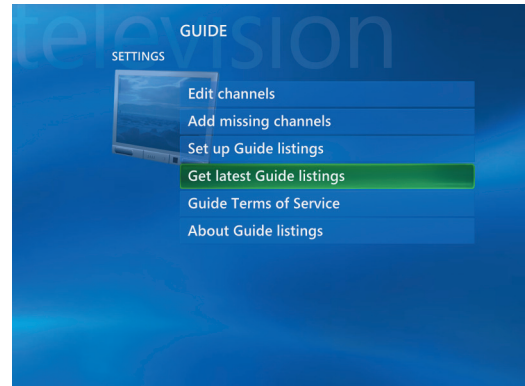 television
GUIDE
SETTINGS
Edit channels
Add missing channels
Set up Guide listings
Get latest Guide listings
Guide Terms of Service
About Guide listings